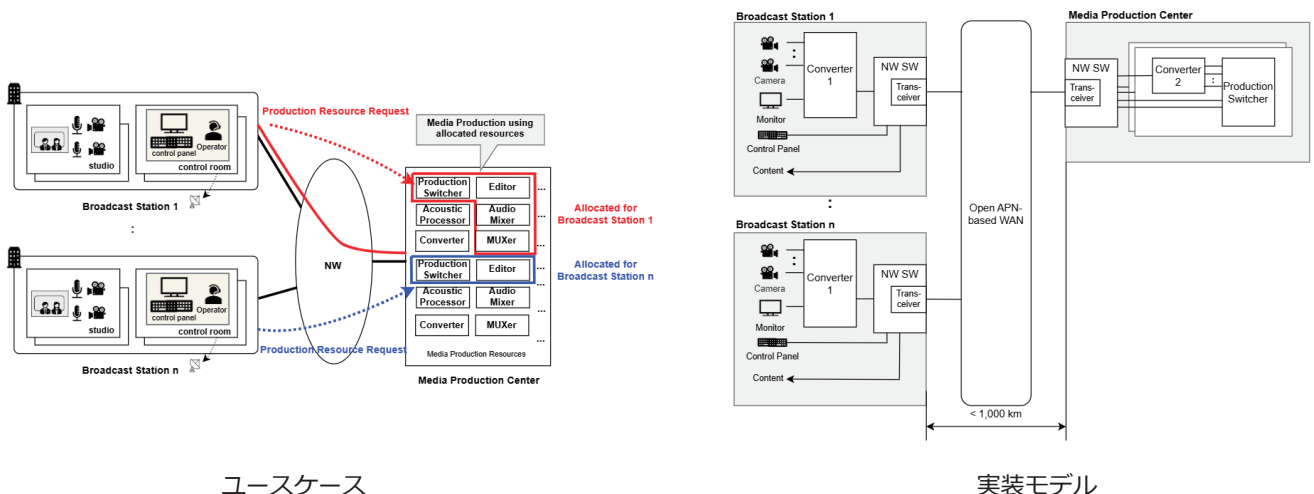 Production Resource Request
Media Production using
allocated resources
studio
control panel
Operator
control room
Broadcast Station 1
:
NW
Production
Switcher
Editor
...
Acoustic
Processor
Audio
Mixer
...
Converter
MUXer
...
Allocated for
Broadcast Station 1
Production
Switcher
Editor
...
Acoustic
Processor
Audio
Mixer
...
Converter
MUXer
...
Allocated for
Broadcast Station n
Media Production Resources
Media Production Center
studio
control panel
Operator
control room
Production Resource Request
Broadcast Station n
ユースケース
Broadcast Station 1
Camera
:
Monitor
Control Panel
Content
Converter
1
NW SW
Trans-
ceiver
:
Broadcast Station n
Camera
:
Monitor
Control Panel
Content
Converter
1
NW SW
Trans-
ceiver
Open APN-
based WAN
< 1,000 km
Media Production Center
NW SW
Trans-
ceiver
Converter
2
:
Production
Switcher
実装モデル